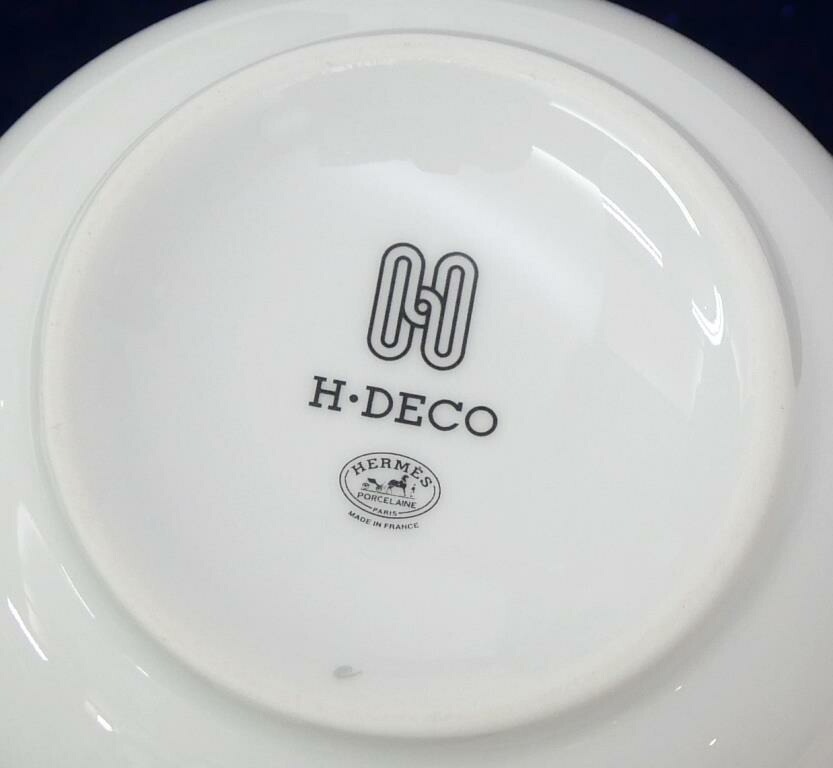 H
H·DECO
HERMÈS
PORCELAINE
PARIS
MADE IN FRANCE